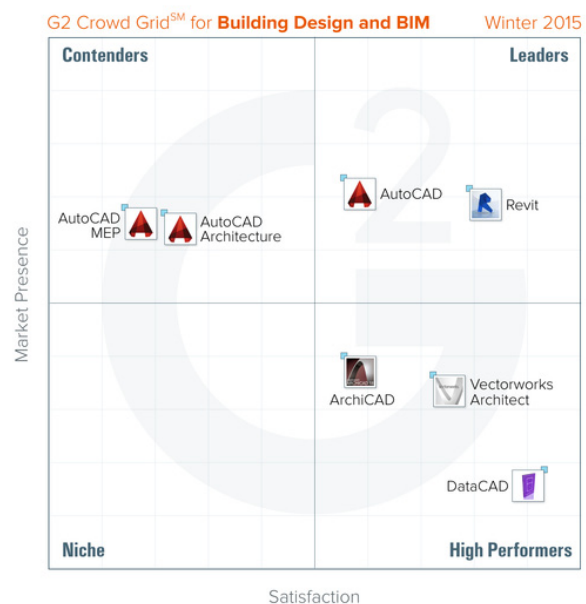 G2 Crowd Grid℠ for Building Design and BIM
Winter 2015
Contenders
Leaders
AutoCAD
Revit
AutoCAD
MEP
AutoCAD
Architecture
Market Presence
ArchiCAD
Vectorworks
Architect
DataCAD
Niche
High Performers
Satisfaction